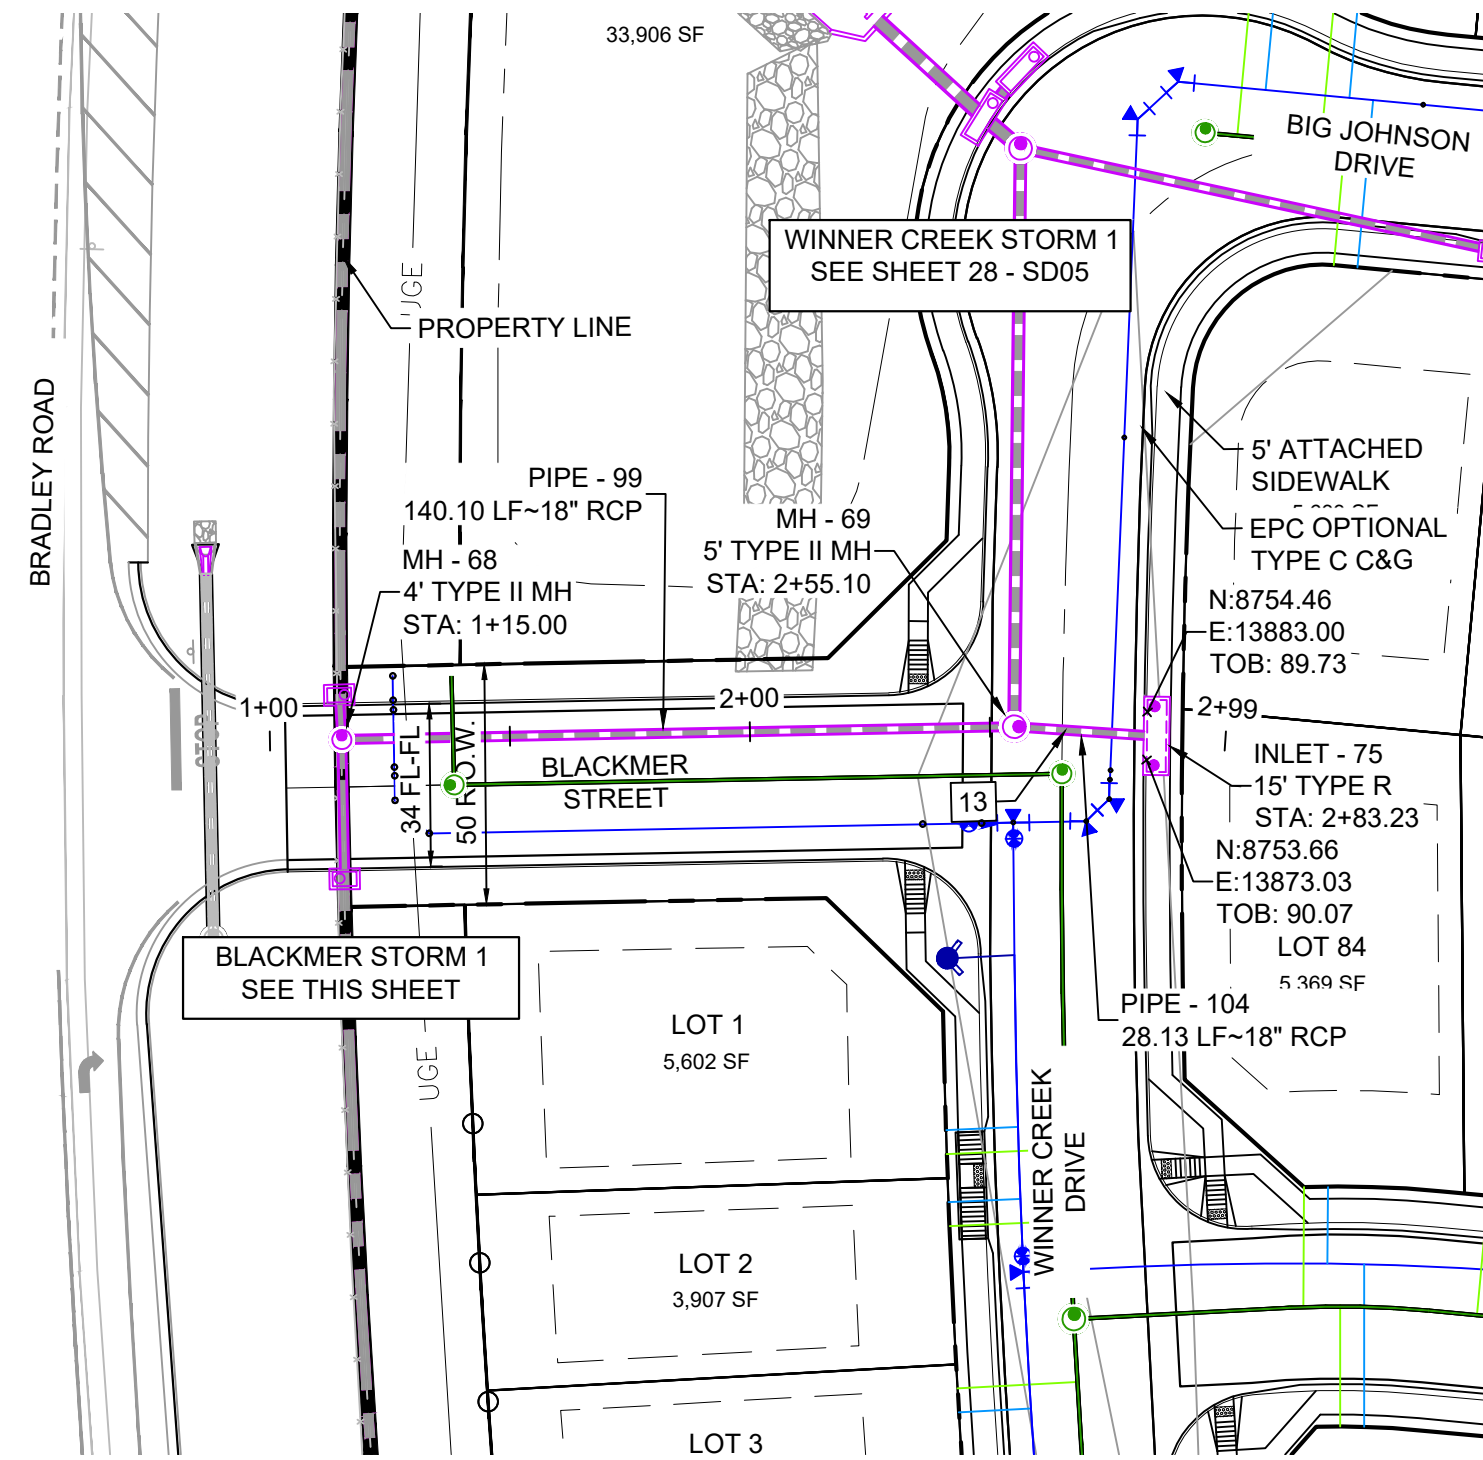 33,906 SF
BIG JOHNSON
DRIVE
WINNER CREEK STORM 1
SEE SHEET 28 - SD05
UGE
PROPERTY LINE
BRADLEY ROAD
5' ATTACHED
SIDEWALK
EPC OPTIONAL
TYPE C C&G
PIPE - 99
140.10 LF~18" RCP
MH - 68
4' TYPE II MH
STA: 1+15.00
MH - 69
5' TYPE II MH
STA: 2+55.10
N:8754.46
E:13883.00
TOB: 89.73
1+00
2+00
2+99
STOP
34 FL-FL
50 R.O.W.
BLACKMER
STREET
13
INLET - 75
15' TYPE R
STA: 2+83.23
N:8753.66
E:13873.03
TOB: 90.07
LOT 84
5,369 SF
BLACKMER STORM 1
SEE THIS SHEET
PIPE - 104
28.13 LF~18" RCP
LOT 1
5,602 SF
UGE
WINNER CREEK
DRIVE
LOT 2
3,907 SF
LOT 3